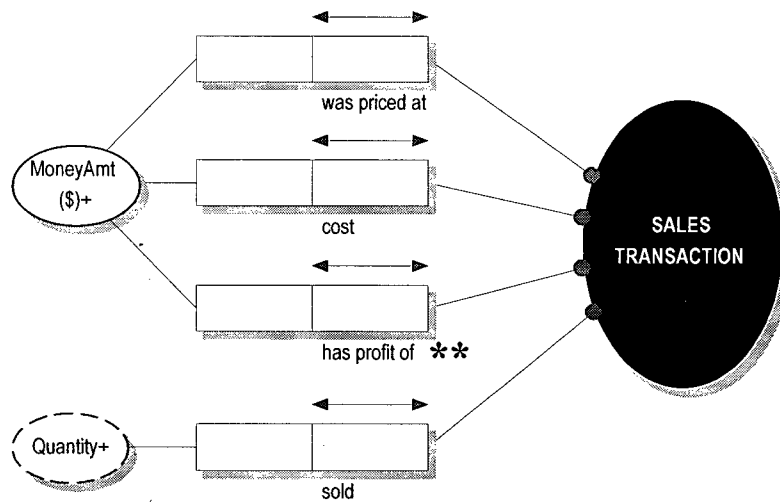 was priced at
MoneyAmt
($)+
cost
SALES
TRANSACTION
has profit of **
Quantity+
sold